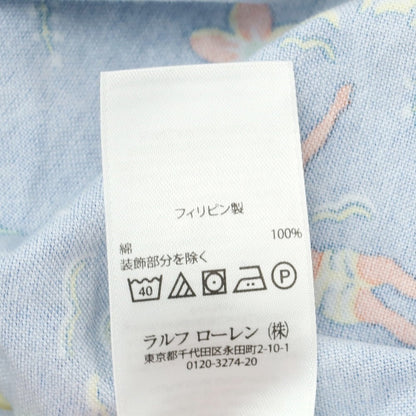 フィリピン製
綿 100%
装飾部分を除く
40 P
ラルフ ローレン (株)
東京都千代田区永田町2-10-1
0120-3274-20